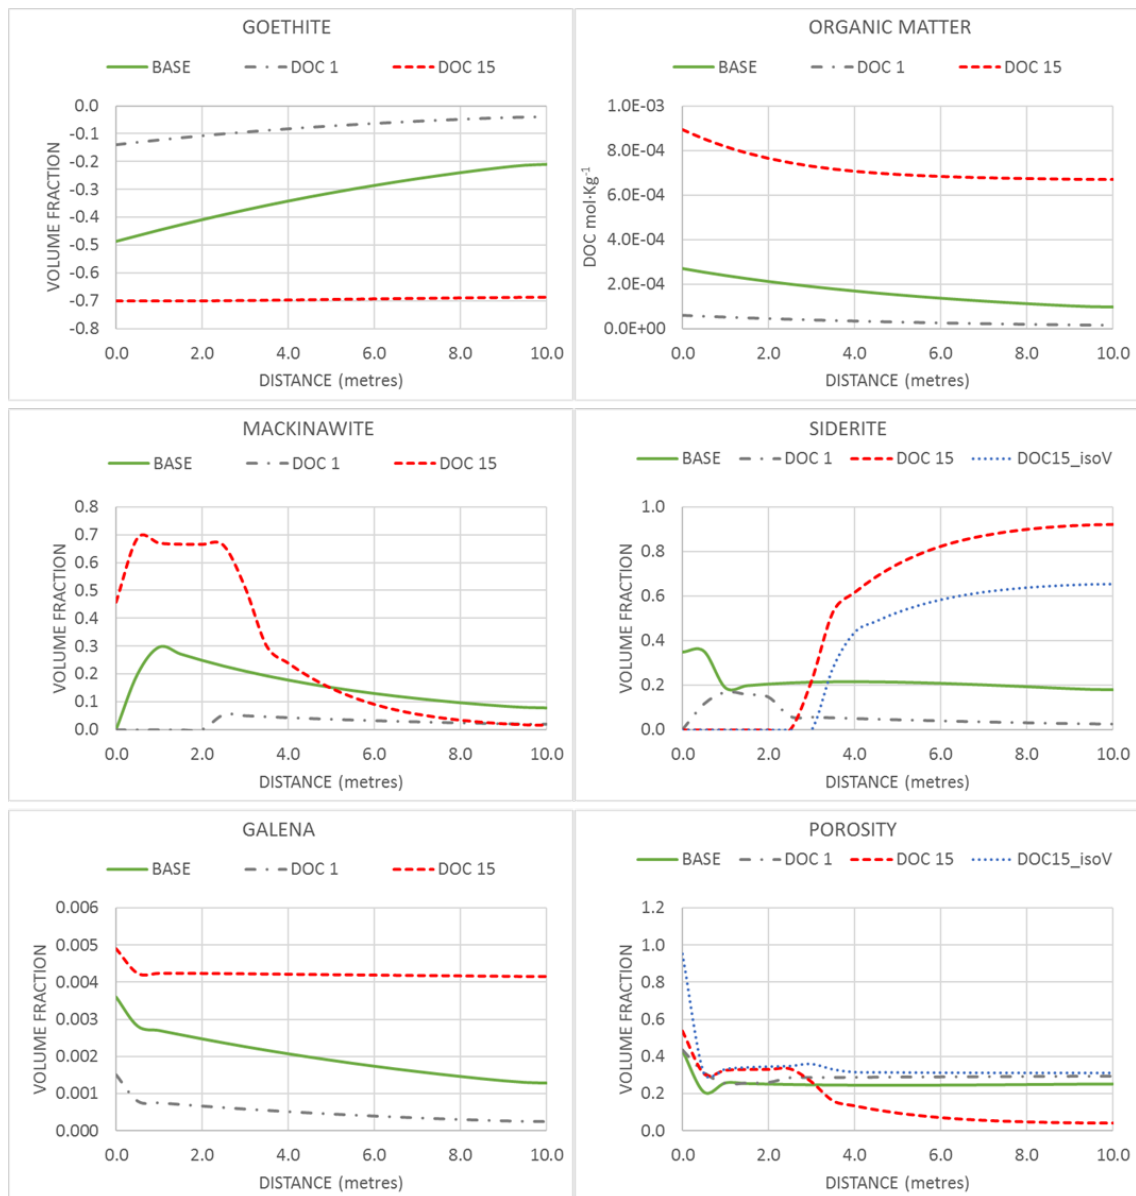 GOETHITE
BASE DOC 1 DOC 15
VOLUME FRACTION
0.0
-0.1
-0.2
-0.3
-0.4
-0.5
-0.6
-0.7
-0.8
0.0 2.0 4.0 6.0 8.0 10.0
DISTANCE (metres)
ORGANIC MATTER
BASE DOC 1 DOC 15
DOC mol·Kg⁻¹
1.0E-03
8.0E-04
6.0E-04
4.0E-04
2.0E-04
0.0E+00
0.0 2.0 4.0 6.0 8.0 10.0
DISTANCE (metres)
MACKINAWITE
BASE DOC 1 DOC 15
VOLUME FRACTION
0.8
0.7
0.6
0.5
0.4
0.3
0.2
0.1
0.0
0.0 2.0 4.0 6.0 8.0 10.0
DISTANCE (metres)
SIDERITE
BASE DOC 1 DOC 15 DOC15_isoV
VOLUME FRACTION
1.0
0.8
0.6
0.4
0.2
0.0
0.0 2.0 4.0 6.0 8.0 10.0
DISTANCE (metres)
GALENA
BASE DOC 1 DOC 15
VOLUME FRACTION
0.006
0.005
0.004
0.003
0.002
0.001
0.000
0.0 2.0 4.0 6.0 8.0 10.0
DISTANCE (metres)
POROSITY
BASE DOC 1 DOC 15 DOC15_isoV
VOLUME FRACTION
1.2
1.0
0.8
0.6
0.4
0.2
0.0
0.0 2.0 4.0 6.0 8.0 10.0
DISTANCE (metres)